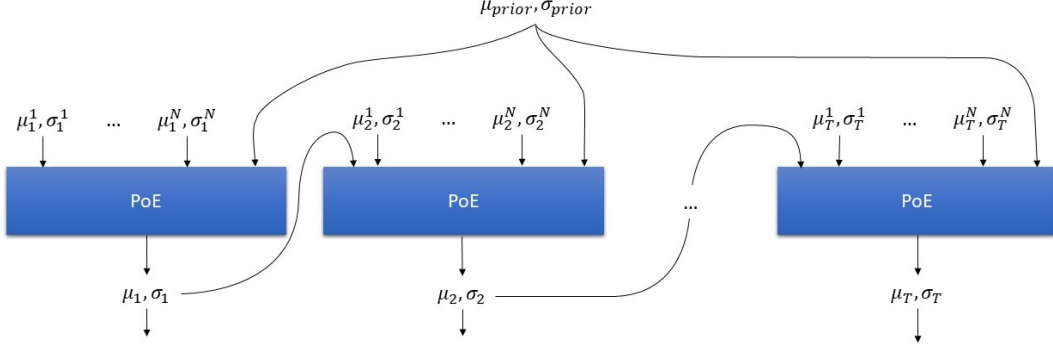 μ_prior, σ_prior
μ_1^1, σ_1^1 ... μ_1^N, σ_1^N μ_2^1, σ_2^1 ... μ_2^N, σ_2^N μ_T^1, σ_T^1 ... μ_T^N, σ_T^N
PoE PoE ... PoE
μ_1, σ_1 μ_2, σ_2 μ_T, σ_T